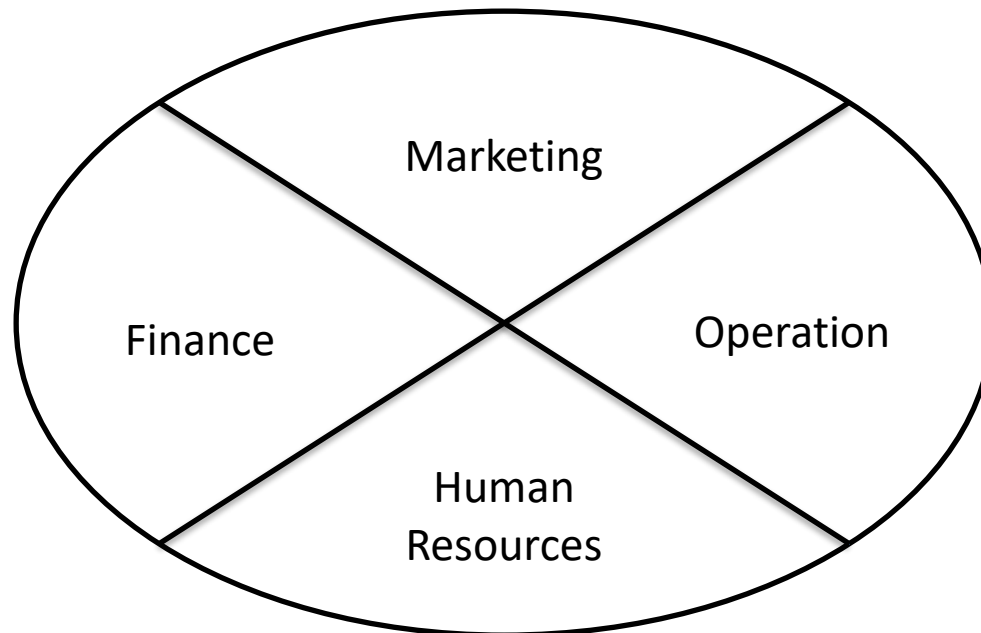 Marketing
Finance
Operation
Human
Resources